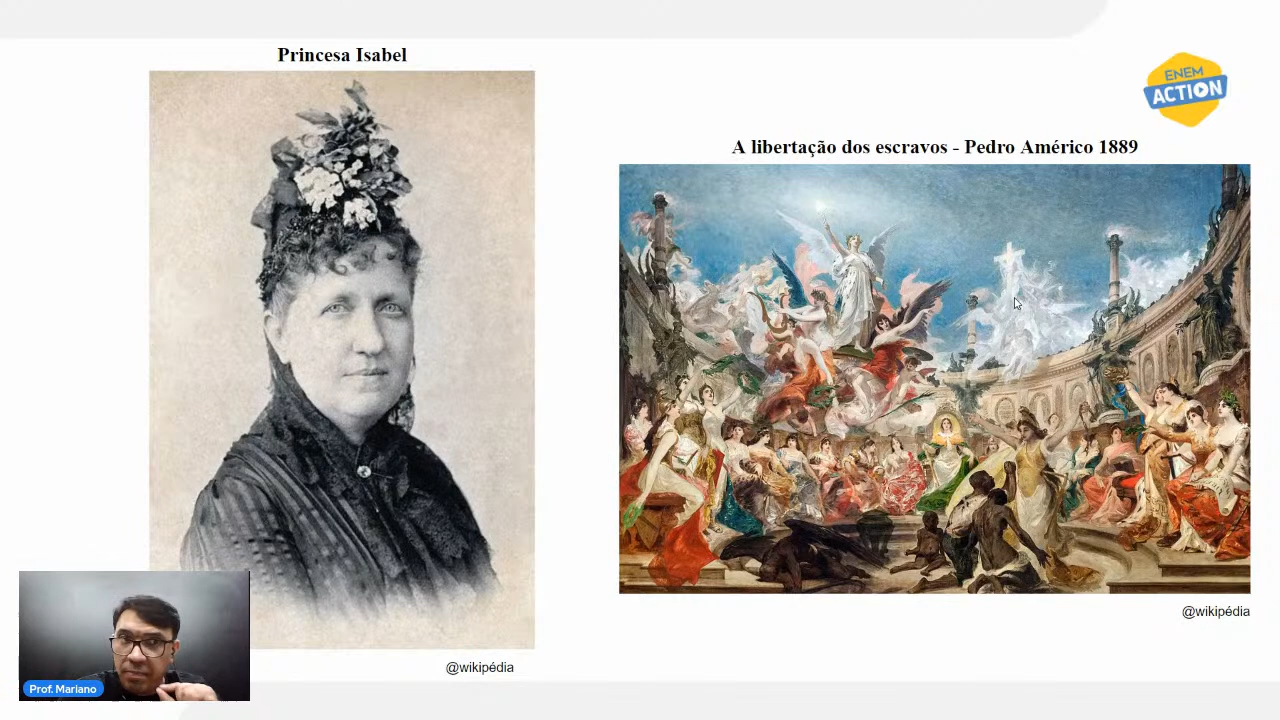 Princesa Isabel
ENEM
ACTION
A libertação dos escravos - Pedro Américo 1889
@wikipédia
@wikipédia
Prof. Mariano